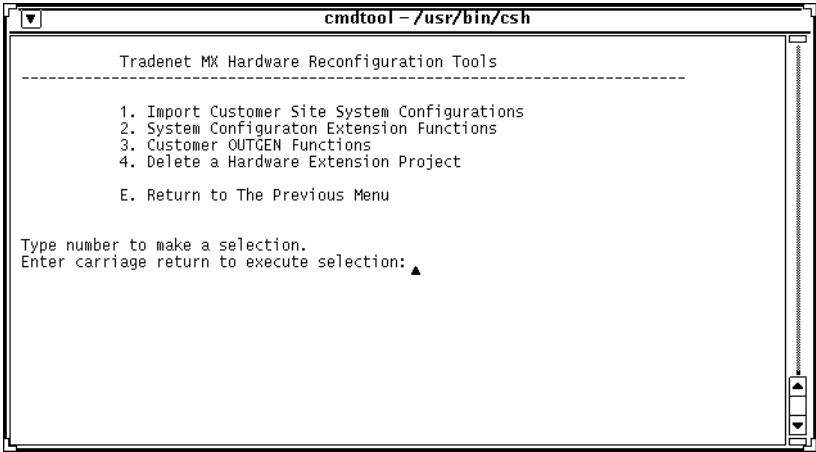 cmdtool – /usr/bin/csh
Tradenet MX Hardware Reconfiguration Tools
--------------------------------------------------------------------------
1. Import Customer Site System Configurations
2. System Configuraton Extension Functions
3. Customer OUTGEN Functions
4. Delete a Hardware Extension Project
E. Return to The Previous Menu
Type number to make a selection.
Enter carriage return to execute selection: